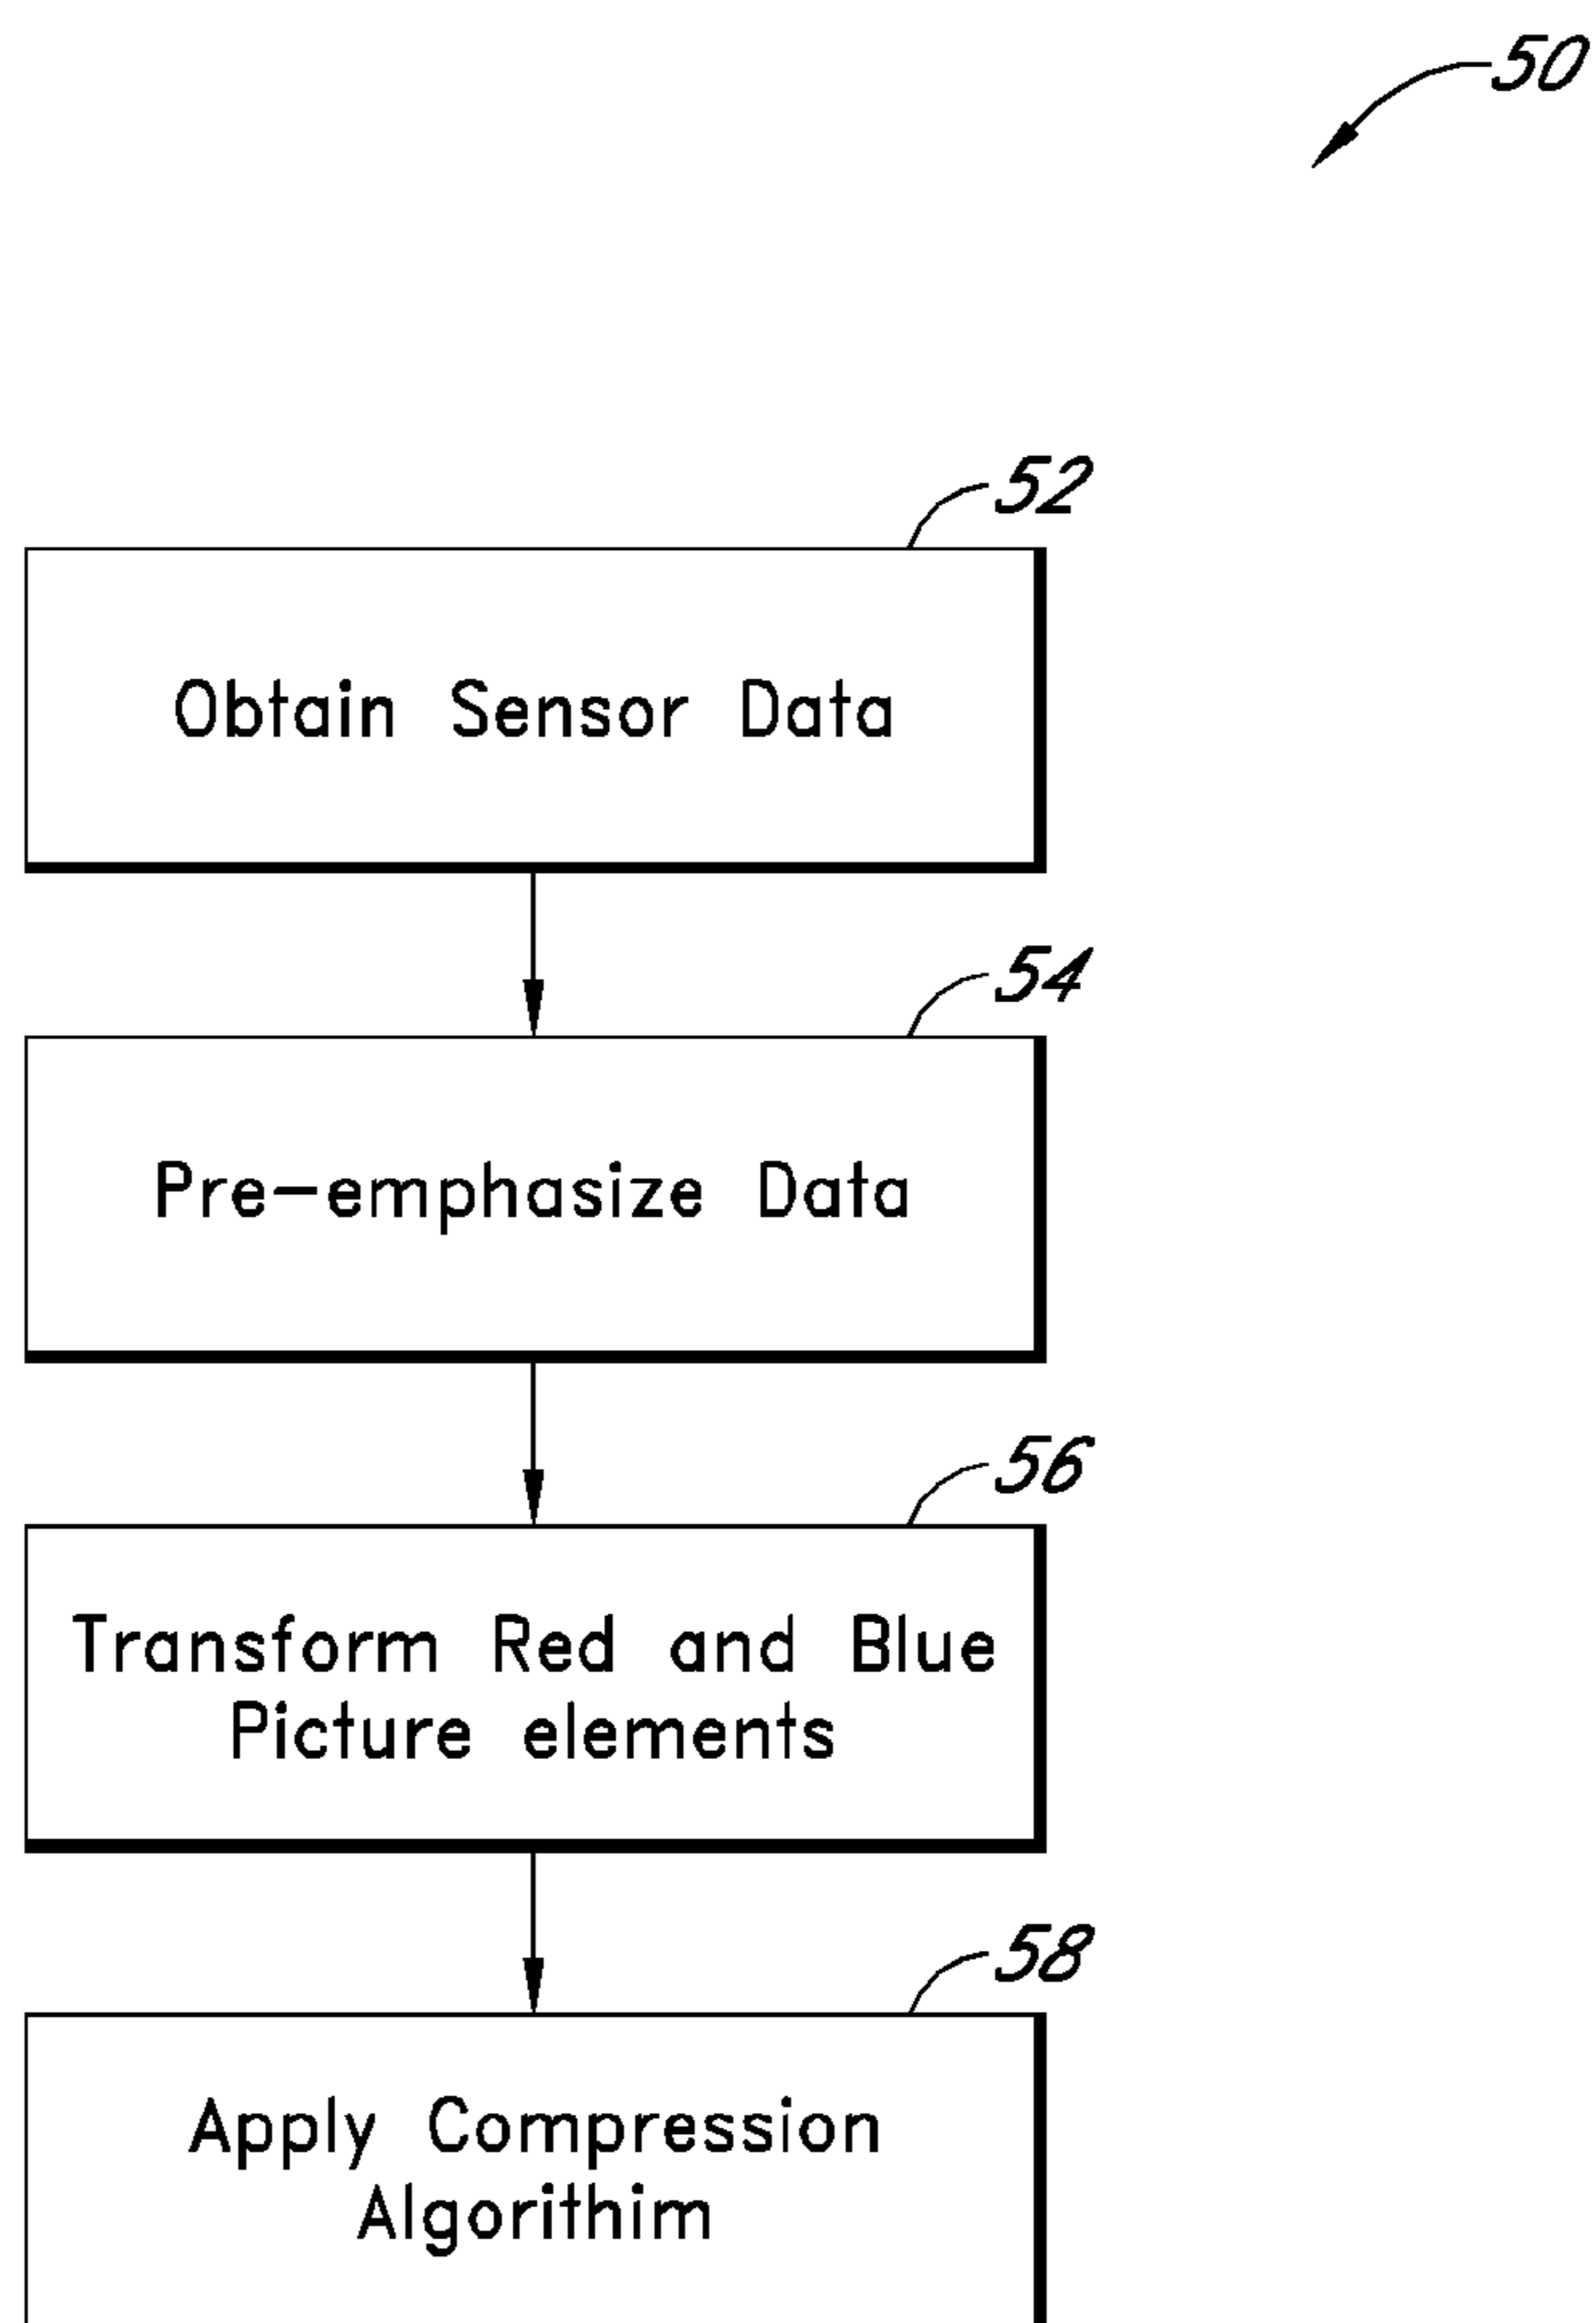 50
52
Obtain Sensor Data
54
Pre-emphasize Data
56
Transform Red and Blue
Picture elements
58
Apply Compression
Algorithim